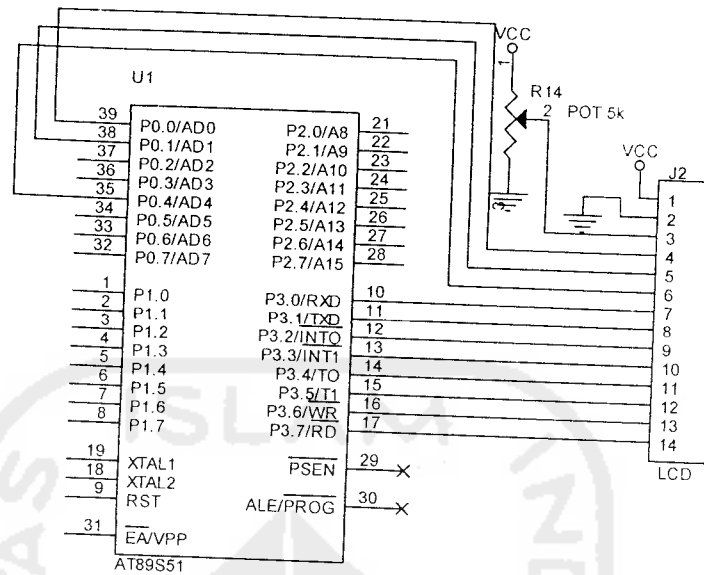 VCC
1
R14
2 POT 5k
3
VCC
J2
1
2
3
4
5
6
7
8
9
10
11
12
13
14
LCD
U1
39 P0.0/AD0
38 P0.1/AD1
37 P0.2/AD2
36 P0.3/AD3
35 P0.4/AD4
34 P0.5/AD5
33 P0.6/AD6
32 P0.7/AD7
1 P1.0
2 P1.1
3 P1.2
4 P1.3
5 P1.4
6 P1.5
7 P1.6
8 P1.7
19 XTAL1
18 XTAL2
9 RST
31 EA/VPP
P2.0/A8 21
P2.1/A9 22
P2.2/A10 23
P2.3/A11 24
P2.4/A12 25
P2.5/A13 26
P2.6/A14 27
P2.7/A15 28
P3.0/RXD 10
P3.1/TXD 11
P3.2/INTO 12
P3.3/INT1 13
P3.4/TO 14
P3.5/T1 15
P3.6/WR 16
P3.7/RD 17
PSEN 29
ALE/PROG 30
AT89S51
ISLAM